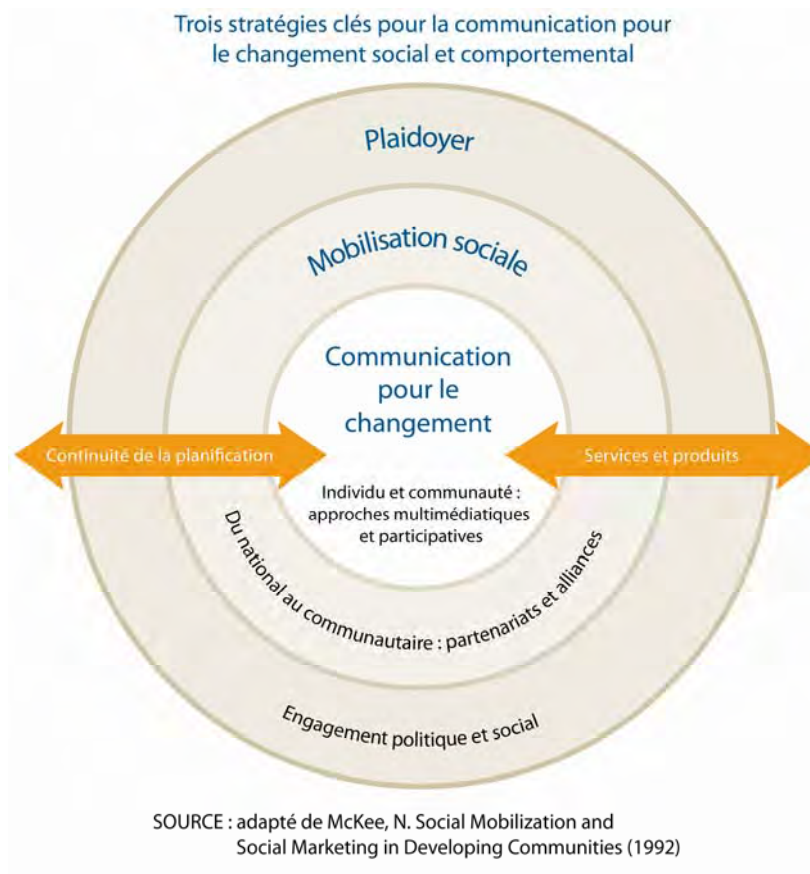 Trois stratégies clés pour la communication pour
le changement social et comportemental
Plaidoyer
Mobilisation sociale
Communication
pour le
changement
Continuité de la planification
Services et produits
Individu et communauté :
approches multimédiatiques
et participatives
Du national au communautaire : partenariats et alliances
Engagement politique et social
SOURCE : adapté de McKee, N. Social Mobilization and
Social Marketing in Developing Communities (1992)